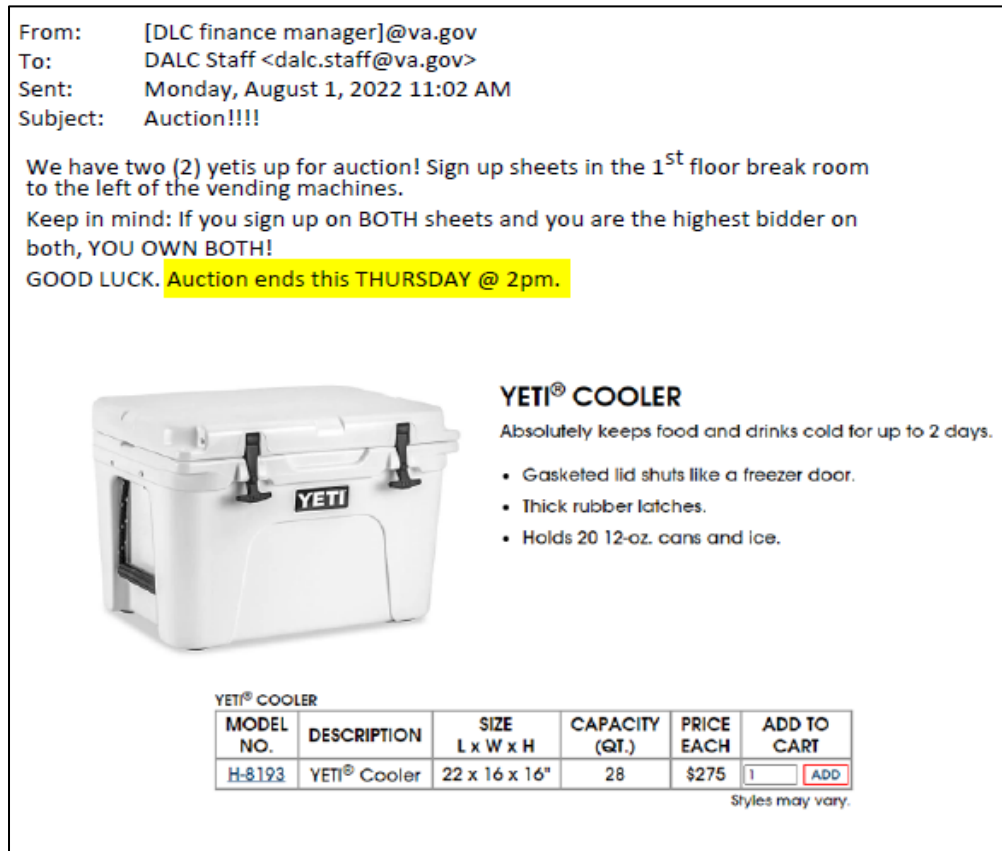 From: [DLC finance manager]@va.gov
To: DALC Staff <dalc.staff@va.gov>
Sent: Monday, August 1, 2022 11:02 AM
Subject: Auction!!!!
We have two (2) yetis up for auction! Sign up sheets in the 1st floor break room
to the left of the vending machines.
Keep in mind: If you sign up on BOTH sheets and you are the highest bidder on
both, YOU OWN BOTH!
GOOD LUCK. Auction ends this THURSDAY @ 2pm.
YETI
YETI® COOLER
Absolutely keeps food and drinks cold for up to 2 days.
• Gasketed lid shuts like a freezer door.
• Thick rubber latches.
• Holds 20 12-oz. cans and ice.
YETI® COOLER
MODEL NO. DESCRIPTION SIZE L x W x H CAPACITY (QT.) PRICE EACH ADD TO CART
H-8193 YETI® Cooler 22 x 16 x 16" 28 $275 1 ADD
Styles may vary.